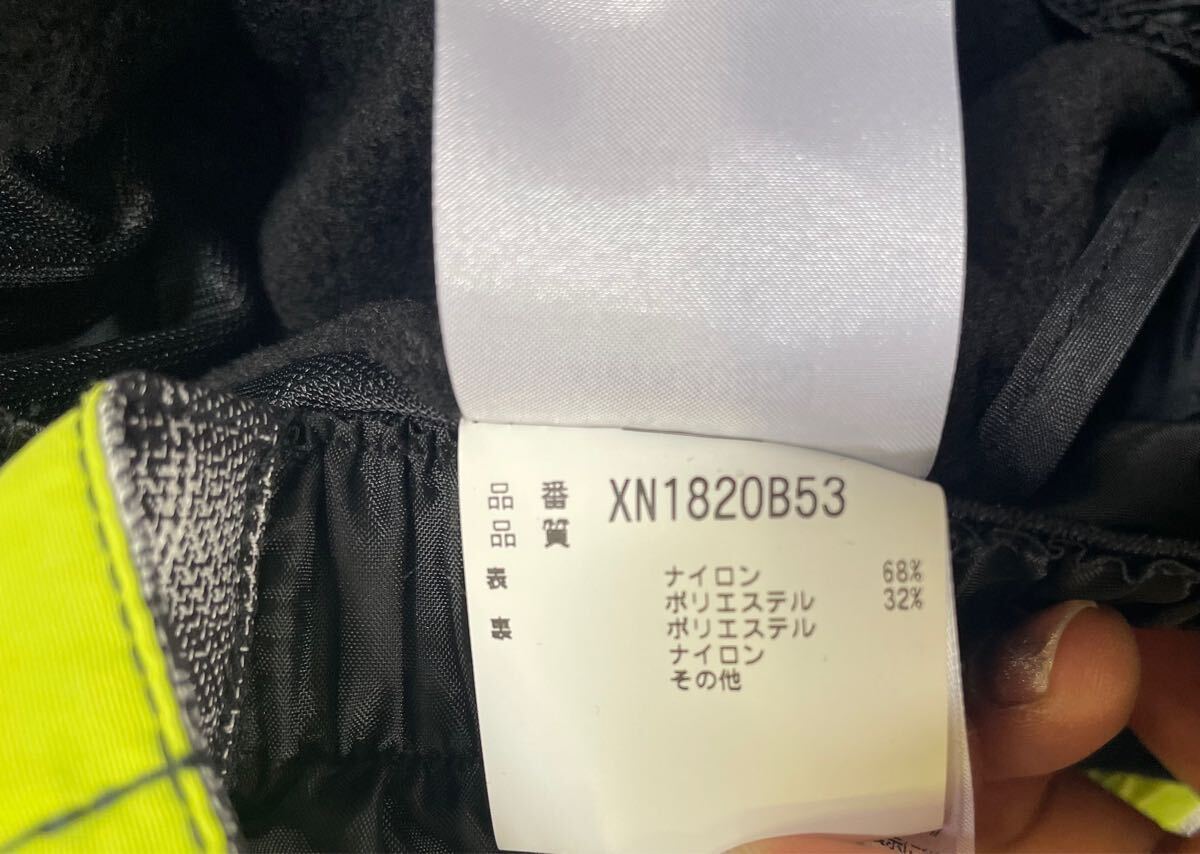 品 番 XN1820B53
品 質
表 ナイロン 68%
ポリエステル 32%
裏 ポリエステル
ナイロン
その他